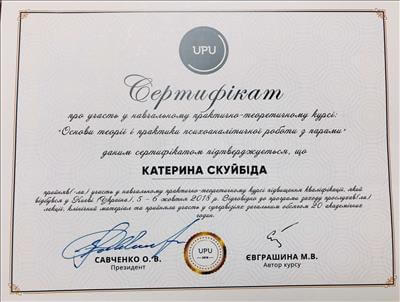 UPU
Сертифікат
про участь у навчальному практично-теоретичному курсі:
"Основи теорії і практики психоаналітичної роботи з парами"
даним сертифікатом підтверджується, що
КАТЕРИНА СКУЙБІДА
прийняв(-ла) участь у навчальному практично-теоретичному курсі підвищення кваліфікації, який
відбувся у Києві (Україна), 5 - 6 жовтня 2018 р. Відповідно до програми заходу прослухав(ла)
лекції, клінічний матеріал та прийняла участь у супервізіях загальним обсягом 20 академічних
годин.
САВЧЕНКО О. В.
Президент
UPU
ЄВГРАШИНА М.В.
Автор курсу